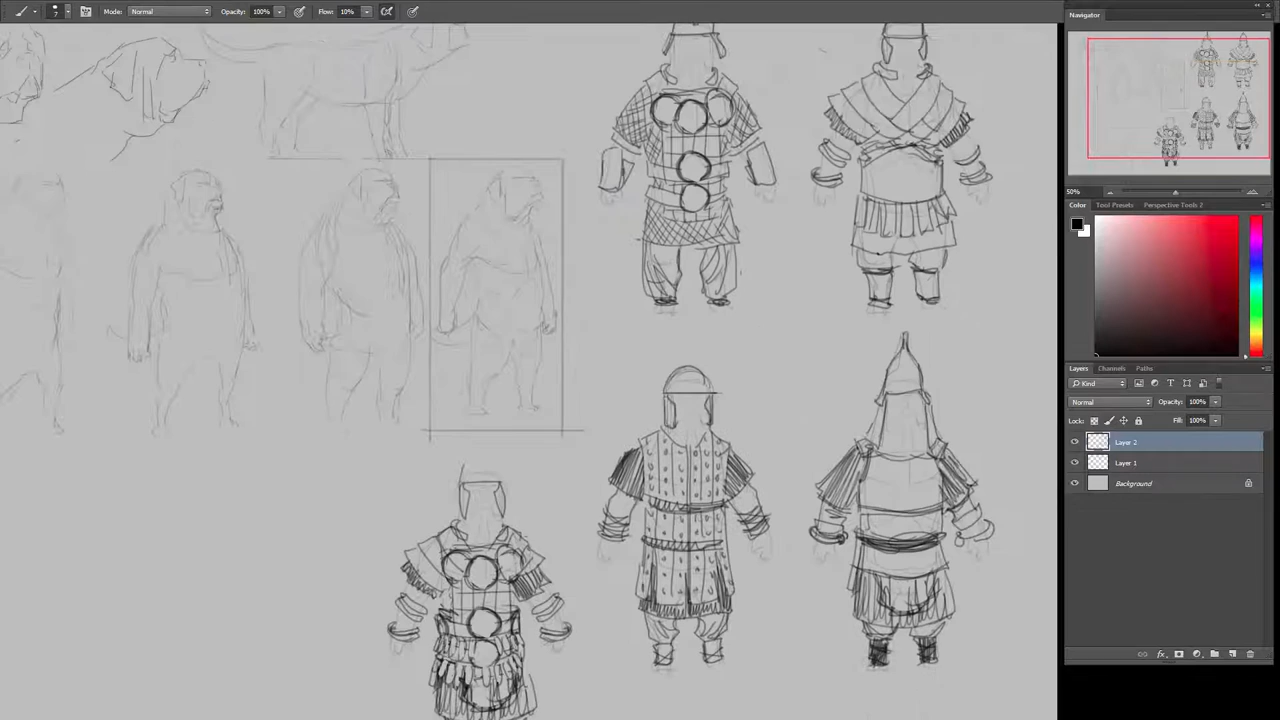 7 Mode: Normal Opacity: 100% Flow: 10%
Navigator
50%
Color Tool Presets Perspective Tools 2
Layers Channels Paths
Kind
Normal Opacity: 100%
Lock: Fill: 100%
Layer 2
Layer 1
Background